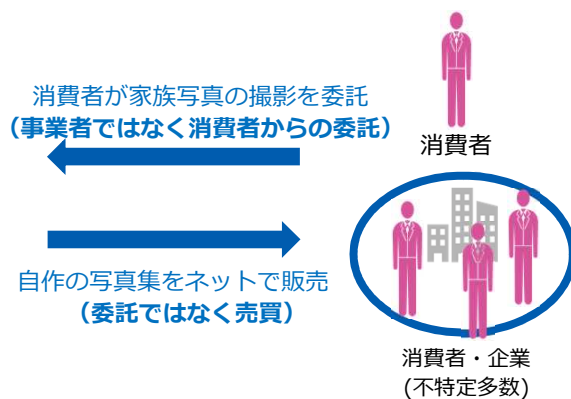 消費者が家族写真の撮影を委託
（事業者ではなく消費者からの委託）
消費者
自作の写真集をネットで販売
（委託ではなく売買）
消費者・企業
(不特定多数)